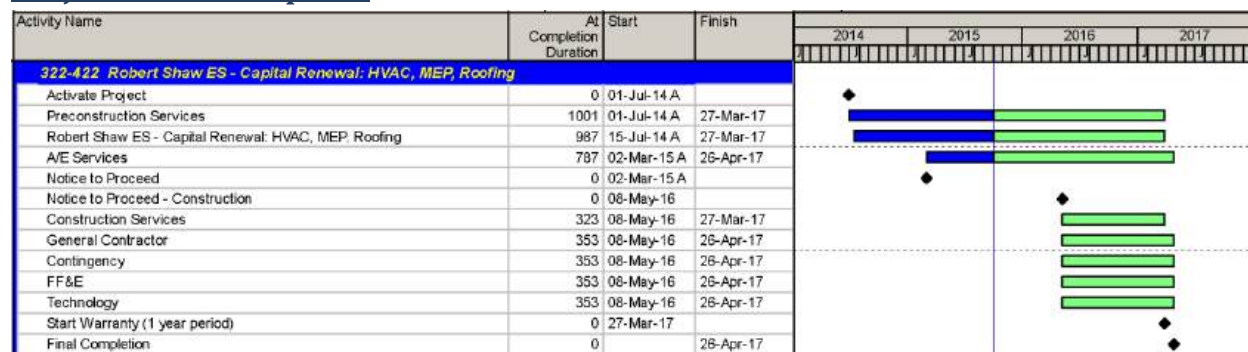 Activity Name At Completion Duration Start Finish 2014 2015 2016 2017
322-422 Robert Shaw ES - Capital Renewal: HVAC, MEP, Roofing
Activate Project 0 01-Jul-14 A
Preconstruction Services 1001 01-Jul-14 A 27-Mar-17
Robert Shaw ES - Capital Renewal: HVAC, MEP, Roofing 987 15-Jul-14 A 27-Mar-17
A/E Services 787 02-Mar-15 A 26-Apr-17
Notice to Proceed 0 02-Mar-15 A
Notice to Proceed - Construction 0 08-May-16
Construction Services 323 08-May-16 27-Mar-17
General Contractor 353 08-May-16 26-Apr-17
Contingency 353 08-May-16 26-Apr-17
FF&E 353 08-May-16 26-Apr-17
Technology 353 08-May-16 26-Apr-17
Start Warranty (1 year period) 0 27-Mar-17
Final Completion 0 26-Apr-17